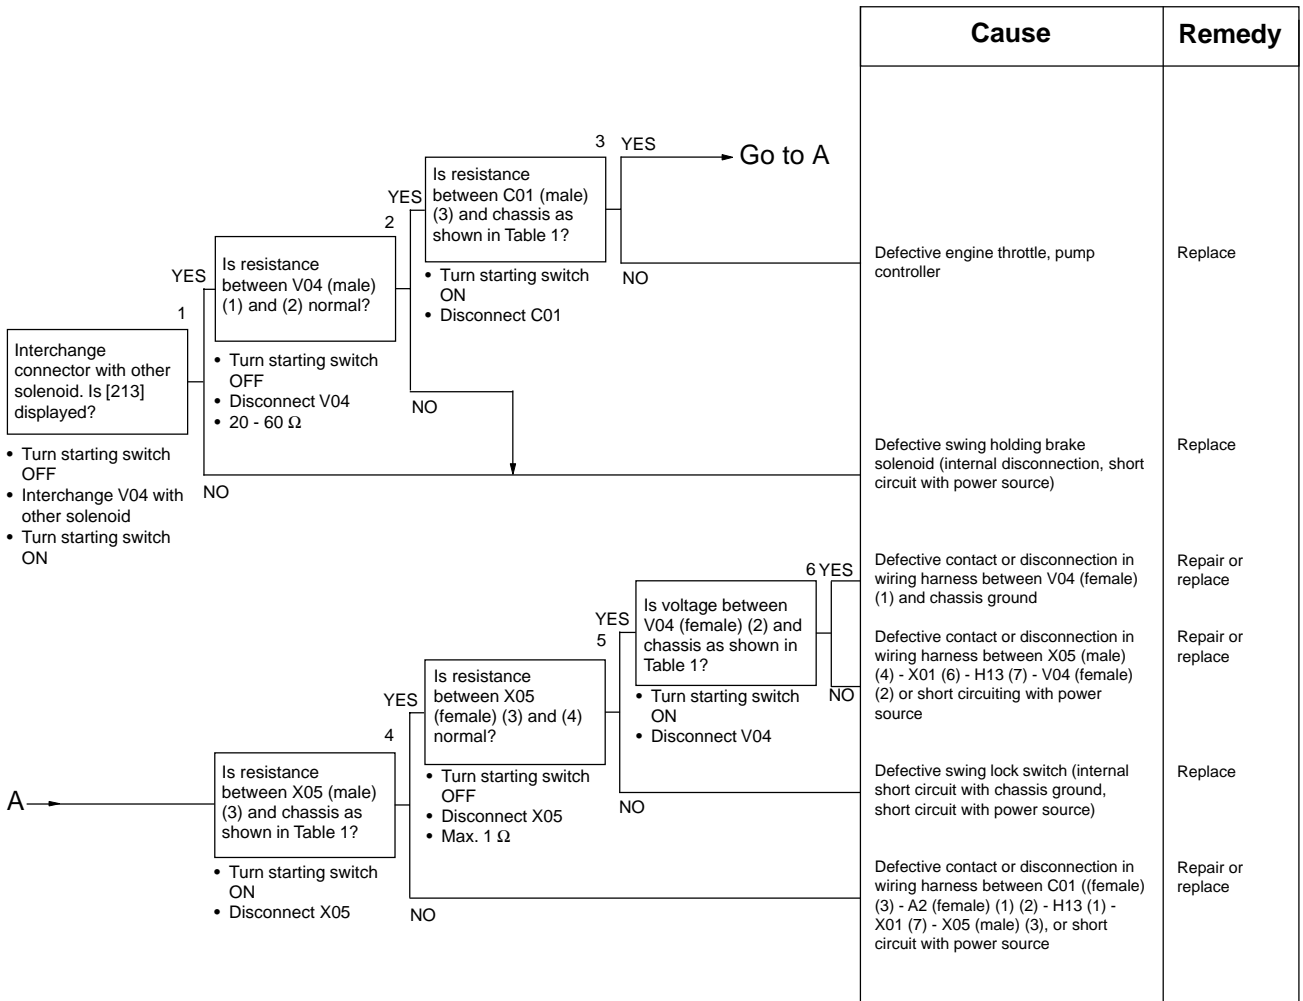 Cause
Remedy
3
YES
Go to A
Is resistance
between C01 (male)
(3) and chassis as
shown in Table 1?
YES
2
NO
• Turn starting switch
ON
• Disconnect C01
Defective engine throttle, pump
controller
Replace
Is resistance
between V04 (male)
(1) and (2) normal?
YES
1
• Turn starting switch
OFF
• Disconnect V04
• 20 - 60 Ω
NO
Interchange
connector with other
solenoid. Is [213]
displayed?
• Turn starting switch
OFF
• Interchange V04 with
other solenoid
• Turn starting switch
ON
NO
Defective swing holding brake
solenoid (internal disconnection, short
circuit with power source)
Replace
6 YES
Defective contact or disconnection in
wiring harness between V04 (female)
(1) and chassis ground
Repair or
replace
Is voltage between
V04 (female) (2) and
chassis as shown in
Table 1?
YES
5
NO
• Turn starting switch
ON
• Disconnect V04
Defective contact or disconnection in
wiring harness between X05 (male)
(4) - X01 (6) - H13 (7) - V04 (female)
(2) or short circuiting with power
source
Repair or
replace
Is resistance
between X05
(female) (3) and (4)
normal?
YES
4
• Turn starting switch
OFF
• Disconnect X05
• Max. 1 Ω
NO
Defective swing lock switch (internal
short circuit with chassis ground,
short circuit with power source)
Replace
A
Is resistance
between X05 (male)
(3) and chassis as
shown in Table 1?
• Turn starting switch
ON
• Disconnect X05
NO
Defective contact or disconnection in
wiring harness between C01 ((female)
(3) - A2 (female) (1) (2) - H13 (1) -
X01 (7) - X05 (male) (3), or short
circuit with power source
Repair or
replace